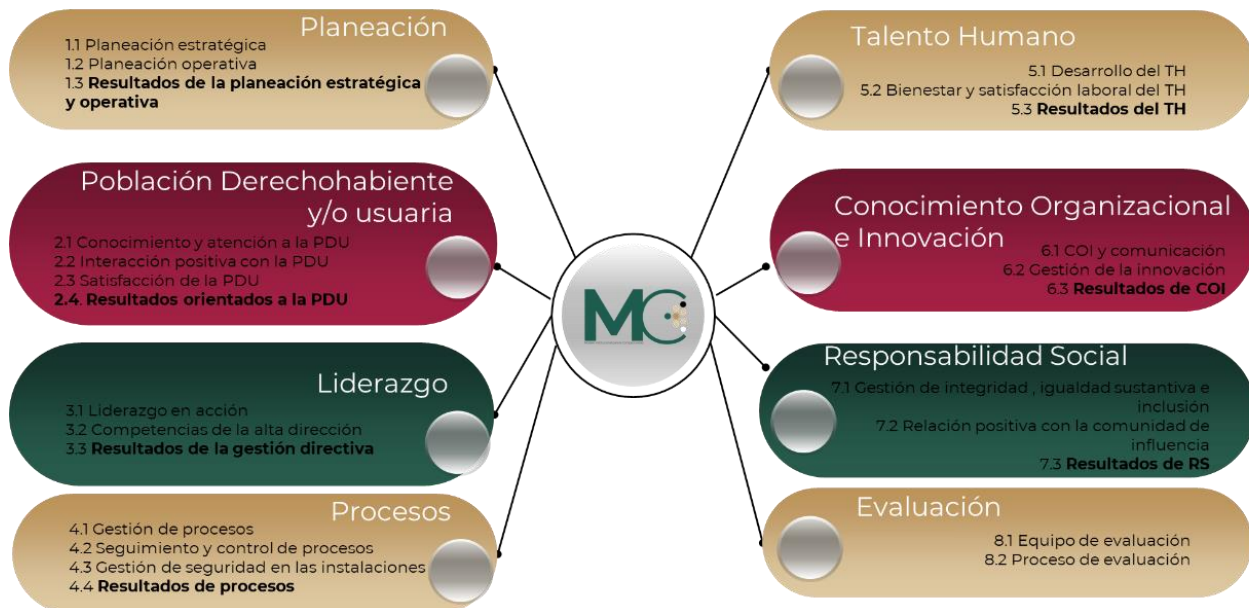 Planeación
1.1 Planeación estratégica
1.2 Planeación operativa
1.3 Resultados de la planeación estratégica
y operativa
Población Derechohabiente
y/o usuaria
2.1 Conocimiento y atención a la PDU
2.2 Interacción positiva con la PDU
2.3 Satisfacción de la PDU
2.4. Resultados orientados a la PDU
Liderazgo
3.1 Liderazgo en acción
3.2 Competencias de la alta dirección
3.3 Resultados de la gestión directiva
Procesos
4.1 Gestión de procesos
4.2 Seguimiento y control de procesos
4.3 Gestión de seguridad en las instalaciones
4.4 Resultados de procesos
MC
Talento Humano
5.1 Desarrollo del TH
5.2 Bienestar y satisfacción laboral del TH
5.3 Resultados del TH
Conocimiento Organizacional
e Innovación
6.1 COI y comunicación
6.2 Gestión de la innovación
6.3 Resultados de COI
Responsabilidad Social
7.1 Gestión de integridad , igualdad sustantiva e
inclusión
7.2 Relación positiva con la comunidad de
influencia
7.3 Resultados de RS
Evaluación
8.1 Equipo de evaluación
8.2 Proceso de evaluación